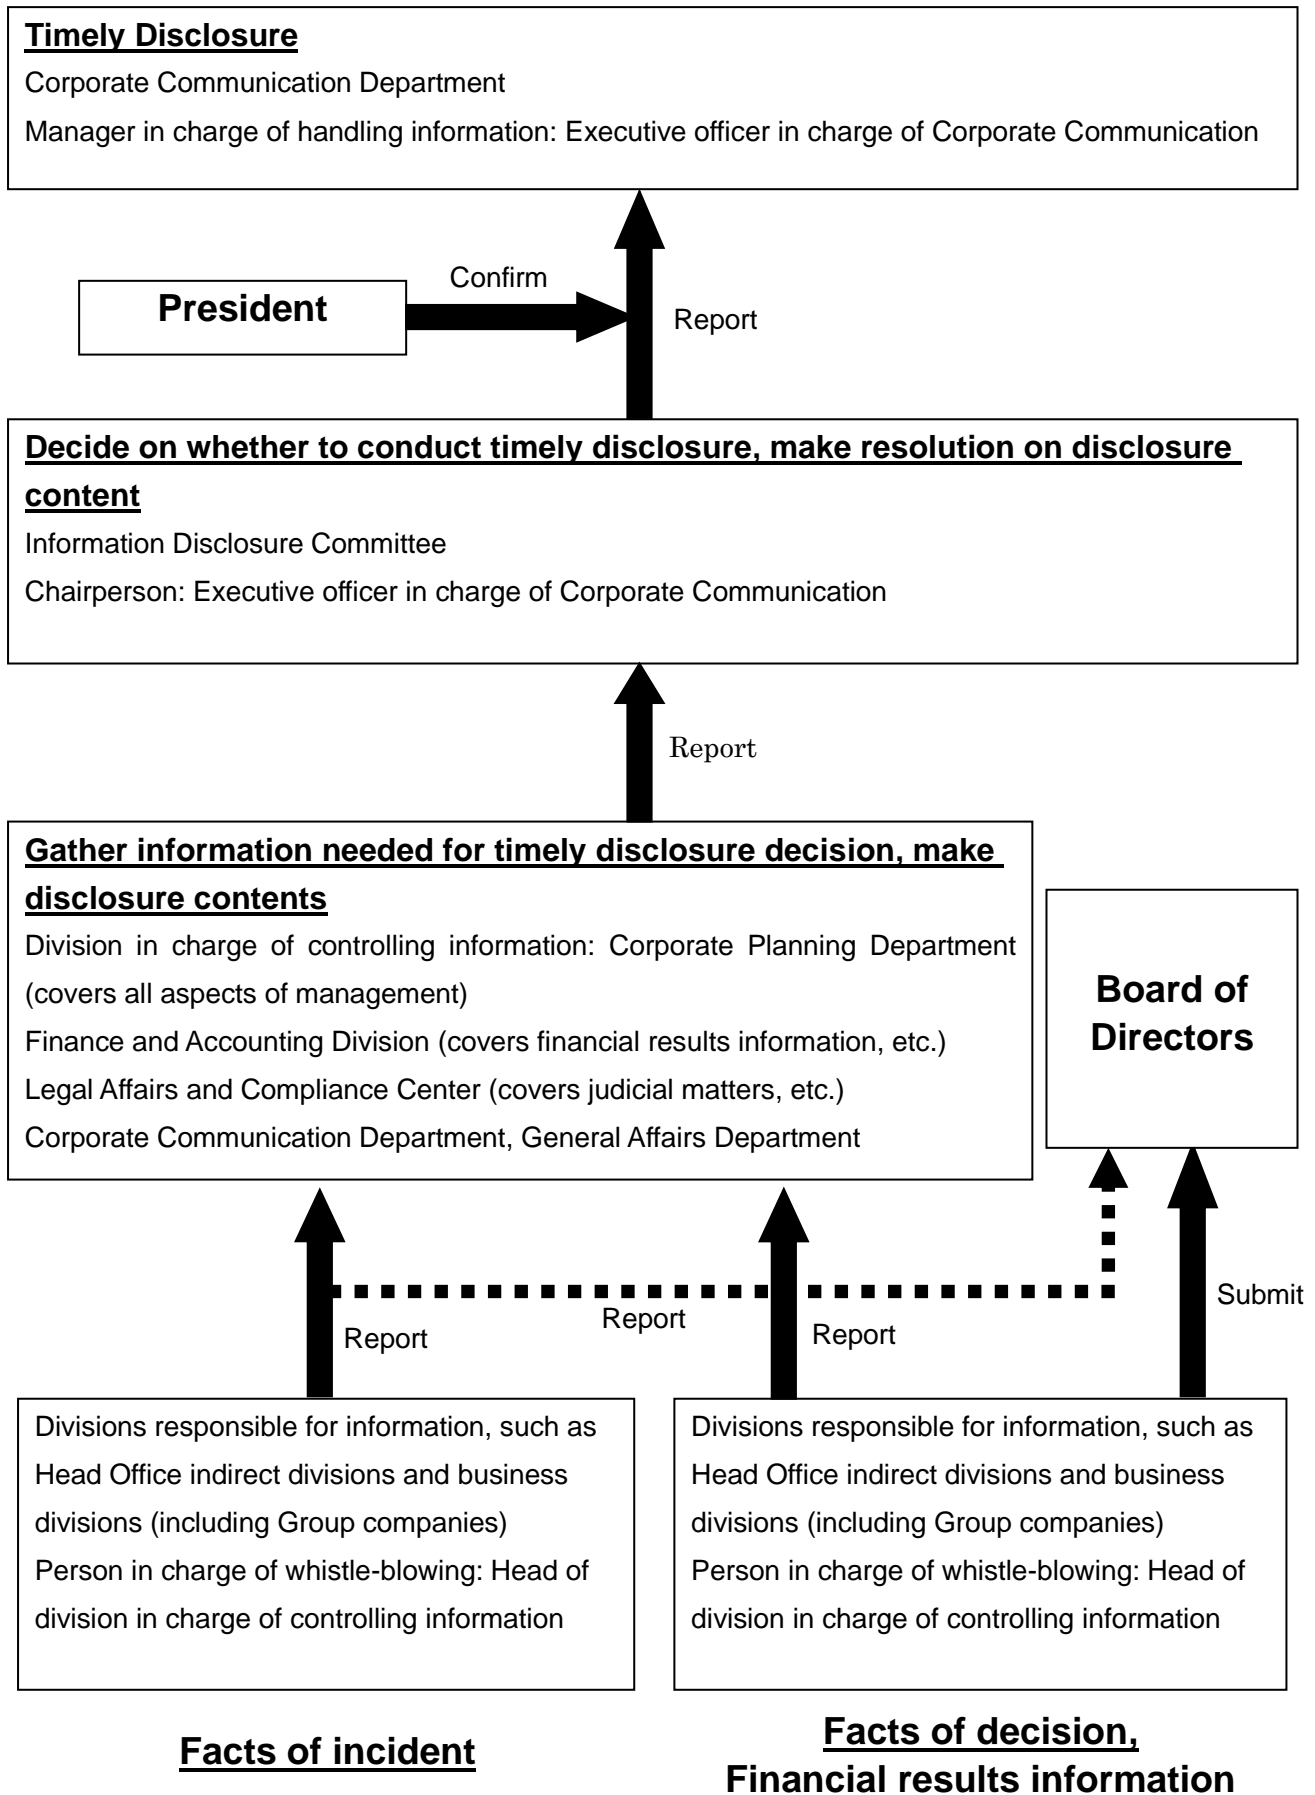 Timely Disclosure
Corporate Communication Department
Manager in charge of handling information: Executive officer in charge of Corporate Communication
Confirm
President
Report
Decide on whether to conduct timely disclosure, make resolution on disclosure
content
Information Disclosure Committee
Chairperson: Executive officer in charge of Corporate Communication
Report
Gather information needed for timely disclosure decision, make
disclosure contents
Division in charge of controlling information: Corporate Planning Department
(covers all aspects of management)
Finance and Accounting Division (covers financial results information, etc.)
Legal Affairs and Compliance Center (covers judicial matters, etc.)
Corporate Communication Department, General Affairs Department
Board of
Directors
Submit
Report
Report
Report
Divisions responsible for information, such as
Head Office indirect divisions and business
divisions (including Group companies)
Person in charge of whistle-blowing: Head of
division in charge of controlling information
Divisions responsible for information, such as
Head Office indirect divisions and business
divisions (including Group companies)
Person in charge of whistle-blowing: Head of
division in charge of controlling information
Facts of incident
Facts of decision,
Financial results information